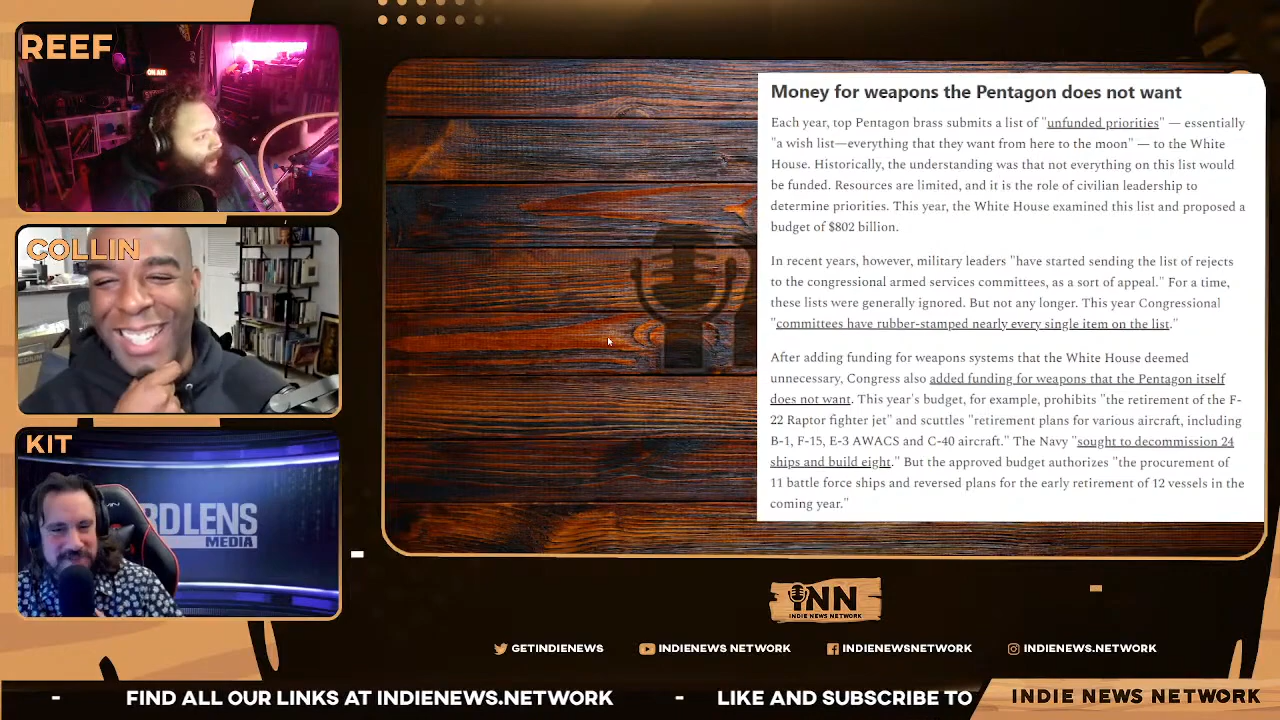 REEF
ON AIR
COLLIN
KIT
RDLENS
MEDIA
Money for weapons the Pentagon does not want
Each year, top Pentagon brass submits a list of "unfunded priorities" — essentially
"a wish list—everything that they want from here to the moon" — to the White
House. Historically, the understanding was that not everything on this list would
be funded. Resources are limited, and it is the role of civilian leadership to
determine priorities. This year, the White House examined this list and proposed a
budget of $802 billion.
In recent years, however, military leaders "have started sending the list of rejects
to the congressional armed services committees, as a sort of appeal." For a time,
these lists were generally ignored. But not any longer. This year Congressional
"committees have rubber-stamped nearly every single item on the list."
After adding funding for weapons systems that the White House deemed
unnecessary, Congress also added funding for weapons that the Pentagon itself
does not want. This year's budget, for example, prohibits "the retirement of the F-
22 Raptor fighter jet" and scuttles "retirement plans for various aircraft, including
B-1, F-15, E-3 AWACS and C-40 aircraft." The Navy "sought to decommission 24
ships and build eight." But the approved budget authorizes "the procurement of
11 battle force ships and reversed plans for the early retirement of 12 vessels in the
coming year."
INN
INDIE NEWS NETWORK
GETINDIENEWS
INDIENEWS NETWORK
INDIENEWSNETWORK
INDIENEWS.NETWORK
- FIND ALL OUR LINKS AT INDIENEWS.NETWORK - LIKE AND SUBSCRIBE TO
INDIE NEWS NETWORK